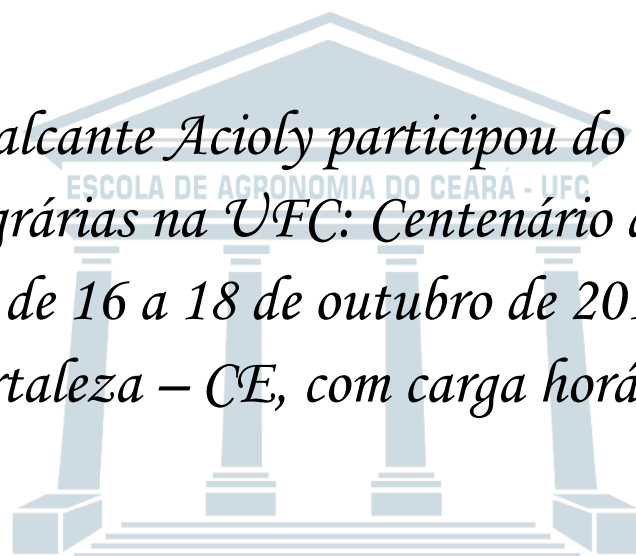 alcante Acioly participou do
ESCOLA DE AGRONOMIA DO CEARÁ - UFC
grárias na UFC: Centenário
de 16 a 18 de outubro de 201
rtaleza – CE, com carga horá